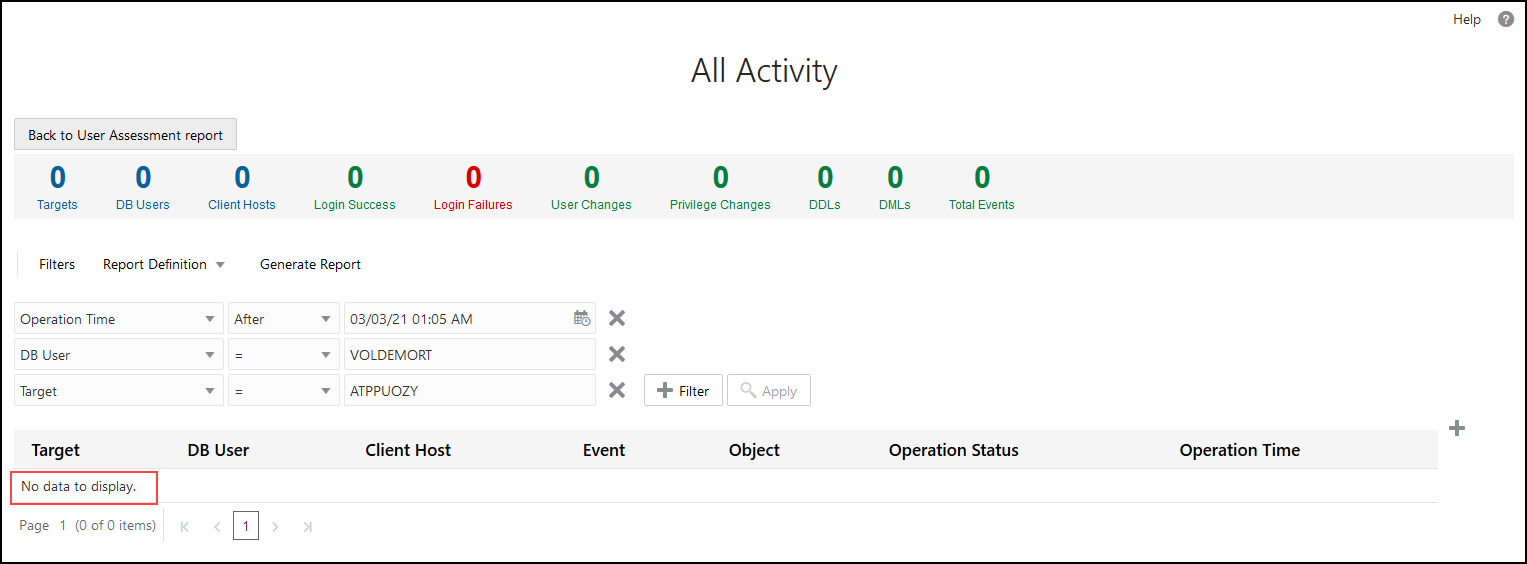 Help ?
All Activity
Back to User Assessment report
0 0 0 0 0 0 0 0 0 0
Targets DB Users Client Hosts Login Success Login Failures User Changes Privilege Changes DDLs DMLs Total Events
Filters Report Definition Generate Report
Operation Time After 03/03/21 01:05 AM
DB User = VOLDEMORT
Target = ATPPUOZY Filter Apply
Target DB User Client Host Event Object Operation Status Operation Time
No data to display.
Page 1 (0 of 0 items) 1